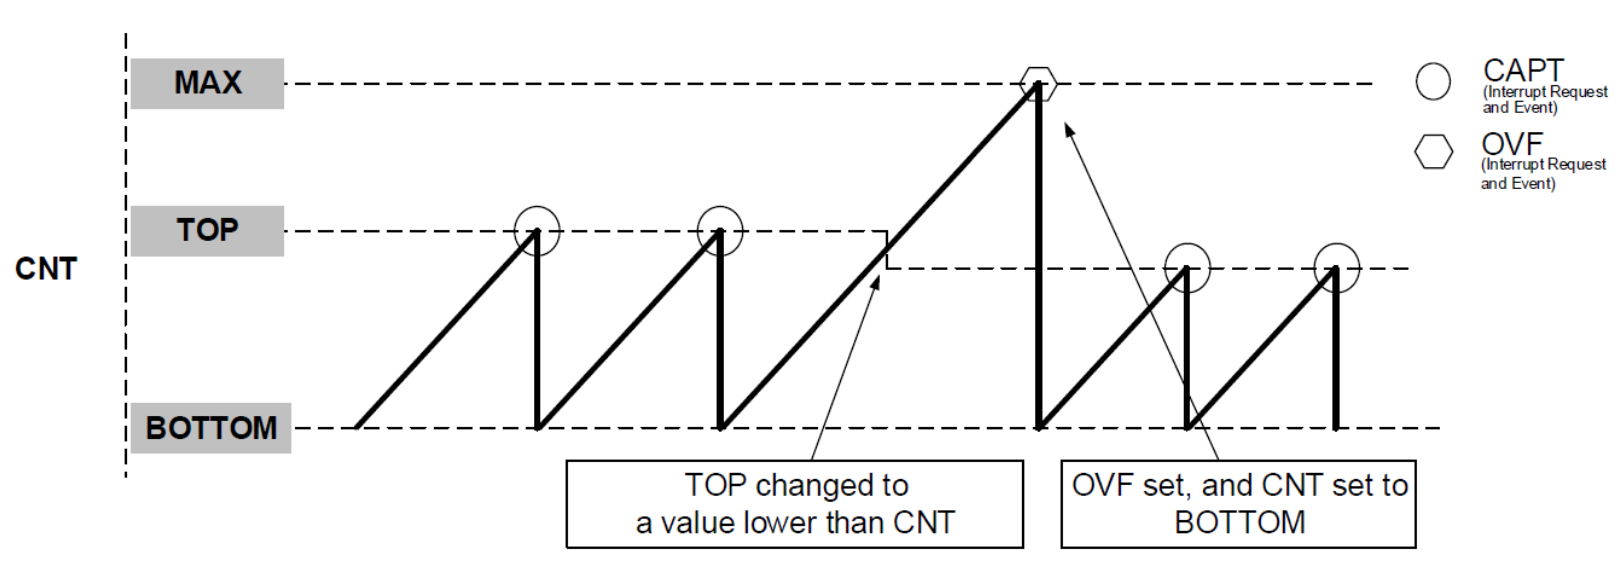 MAX
CAPT
(Interrupt Request
and Event)
OVF
(Interrupt Request
and Event)
TOP
CNT
BOTTOM
TOP changed to
a value lower than CNT
OVF set, and CNT set to
BOTTOM